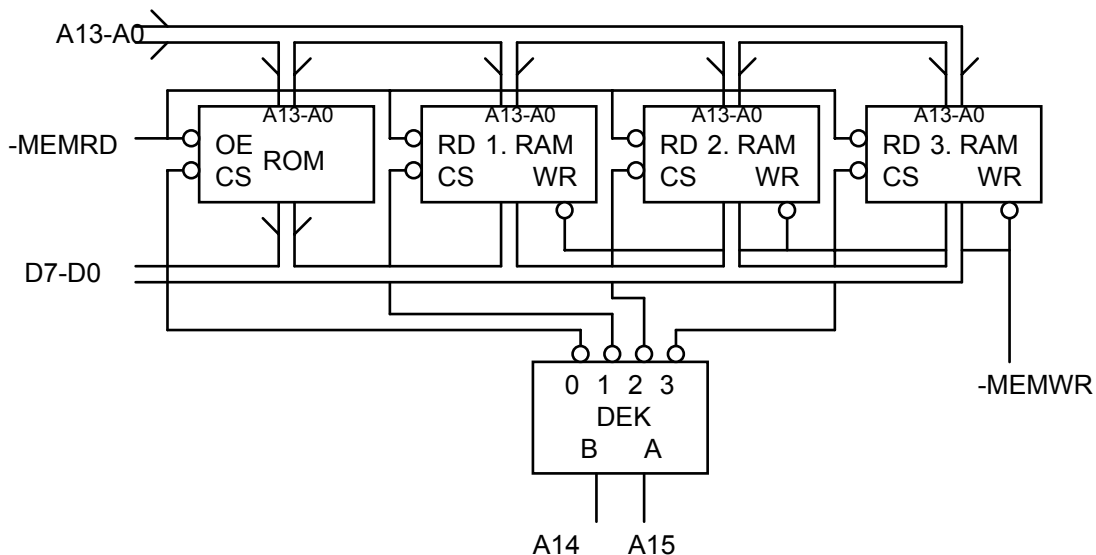 A13-A0
A13-A0 A13-A0 A13-A0 A13-A0
-MEMRD
OE ROM CS
RD 1. RAM
CS WR
RD 2. RAM
CS WR
RD 3. RAM
CS WR
D7-D0
0 1 2 3
DEK
B A
-MEMWR
A14 A15